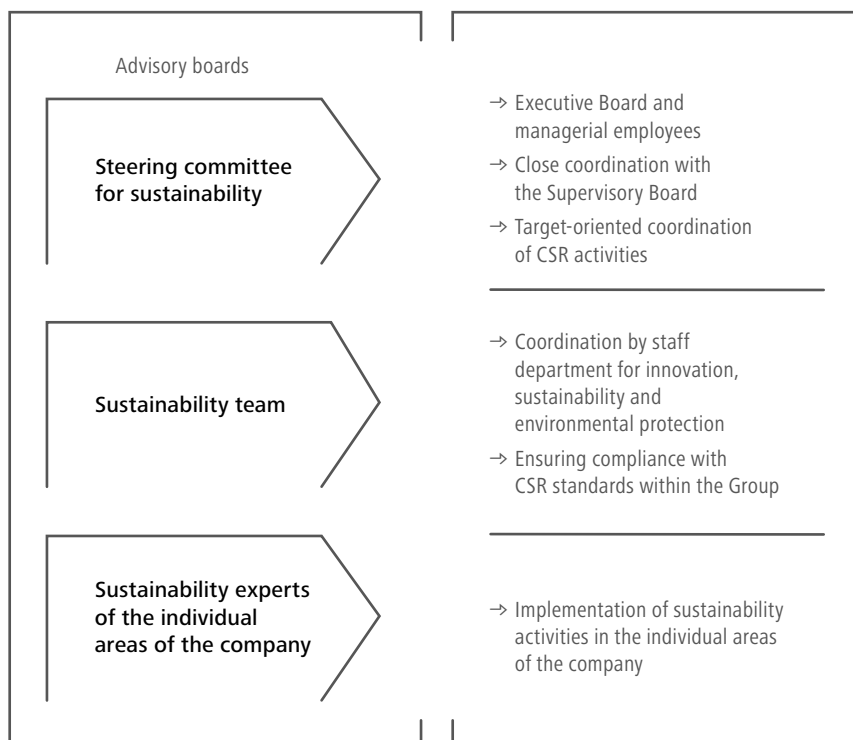 Advisory boards
Steering committee
for sustainability
→ Executive Board and
managerial employees
→ Close coordination with
the Supervisory Board
→ Target-oriented coordination
of CSR activities
Sustainability team
→ Coordination by staff
department for innovation,
sustainability and
environmental protection
→ Ensuring compliance with
CSR standards within the Group
Sustainability experts
of the individual
areas of the company
→ Implementation of sustainability
activities in the individual areas
of the company